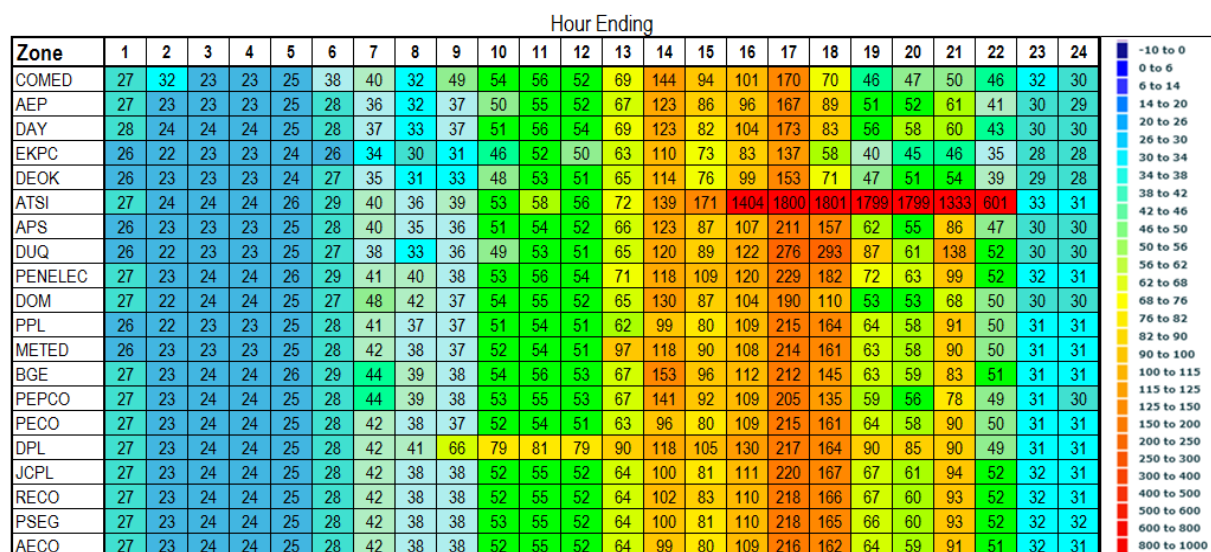 Hour Ending
Zone 1 2 3 4 5 6 7 8 9 10 11 12 13 14 15 16 17 18 19 20 21 22 23 24
COMED 27 32 23 23 25 38 40 32 49 54 56 52 69 144 94 101 170 70 46 47 50 46 32 30
AEP 27 23 23 23 25 28 36 32 37 50 55 52 67 123 86 96 167 89 51 52 61 41 30 29
DAY 28 24 24 24 25 28 37 33 37 51 56 54 69 123 82 104 173 83 56 58 60 43 30 30
EKPC 26 22 23 23 24 26 34 30 31 46 52 50 63 110 73 83 137 58 40 45 46 35 28 28
DEOK 26 23 23 23 24 27 35 31 33 48 53 51 65 114 76 99 153 71 47 51 54 39 29 28
ATSI 27 24 24 24 26 29 40 36 39 53 58 56 72 139 171 1404 1800 1801 1799 1799 1333 601 33 31
APS 26 23 23 23 25 28 40 35 36 51 54 52 66 123 87 107 211 157 62 55 86 47 30 30
DUQ 26 22 23 23 25 27 38 33 36 49 53 51 65 120 89 122 276 293 87 61 138 52 30 30
PENELEC 27 23 24 24 26 29 41 40 38 53 56 54 71 118 109 120 229 182 72 63 99 52 32 31
DOM 27 22 24 24 25 27 48 42 37 54 55 52 65 130 87 104 190 110 53 53 68 50 30 30
PPL 26 22 23 23 25 28 41 37 37 51 54 51 62 99 80 109 215 164 64 58 91 50 31 31
METED 26 23 23 23 25 28 42 38 37 52 54 51 97 118 90 108 214 161 63 58 90 50 31 31
BGE 27 23 24 24 26 29 44 39 38 54 56 53 67 153 96 112 212 145 63 59 83 51 31 31
PEPCO 27 23 24 24 25 28 44 39 38 53 55 53 67 141 92 109 205 135 59 56 78 49 31 30
PECO 27 23 24 24 25 28 42 38 37 52 54 51 63 96 80 109 215 161 64 58 90 50 31 31
DPL 27 23 24 24 25 28 42 41 66 79 81 79 90 118 105 130 217 164 90 85 90 49 31 31
JCPL 27 23 24 24 25 28 42 38 38 52 55 52 64 100 81 111 220 167 67 61 94 52 32 31
RECO 27 23 24 24 25 28 42 38 38 52 55 52 64 102 83 110 218 166 67 60 93 52 31 31
PSEG 27 23 24 24 25 28 42 38 38 53 55 52 64 100 81 110 218 165 66 60 93 52 32 32
AECO 27 23 24 24 25 28 42 38 38 52 55 52 64 99 80 109 216 162 64 59 91 51 32 31
-10 to 0
0 to 6
6 to 14
14 to 20
20 to 26
26 to 30
30 to 34
34 to 38
38 to 42
42 to 46
46 to 50
50 to 56
56 to 62
62 to 68
68 to 76
76 to 82
82 to 90
90 to 100
100 to 115
115 to 125
125 to 150
150 to 200
200 to 250
250 to 300
300 to 400
400 to 500
500 to 600
600 to 800
800 to 1000